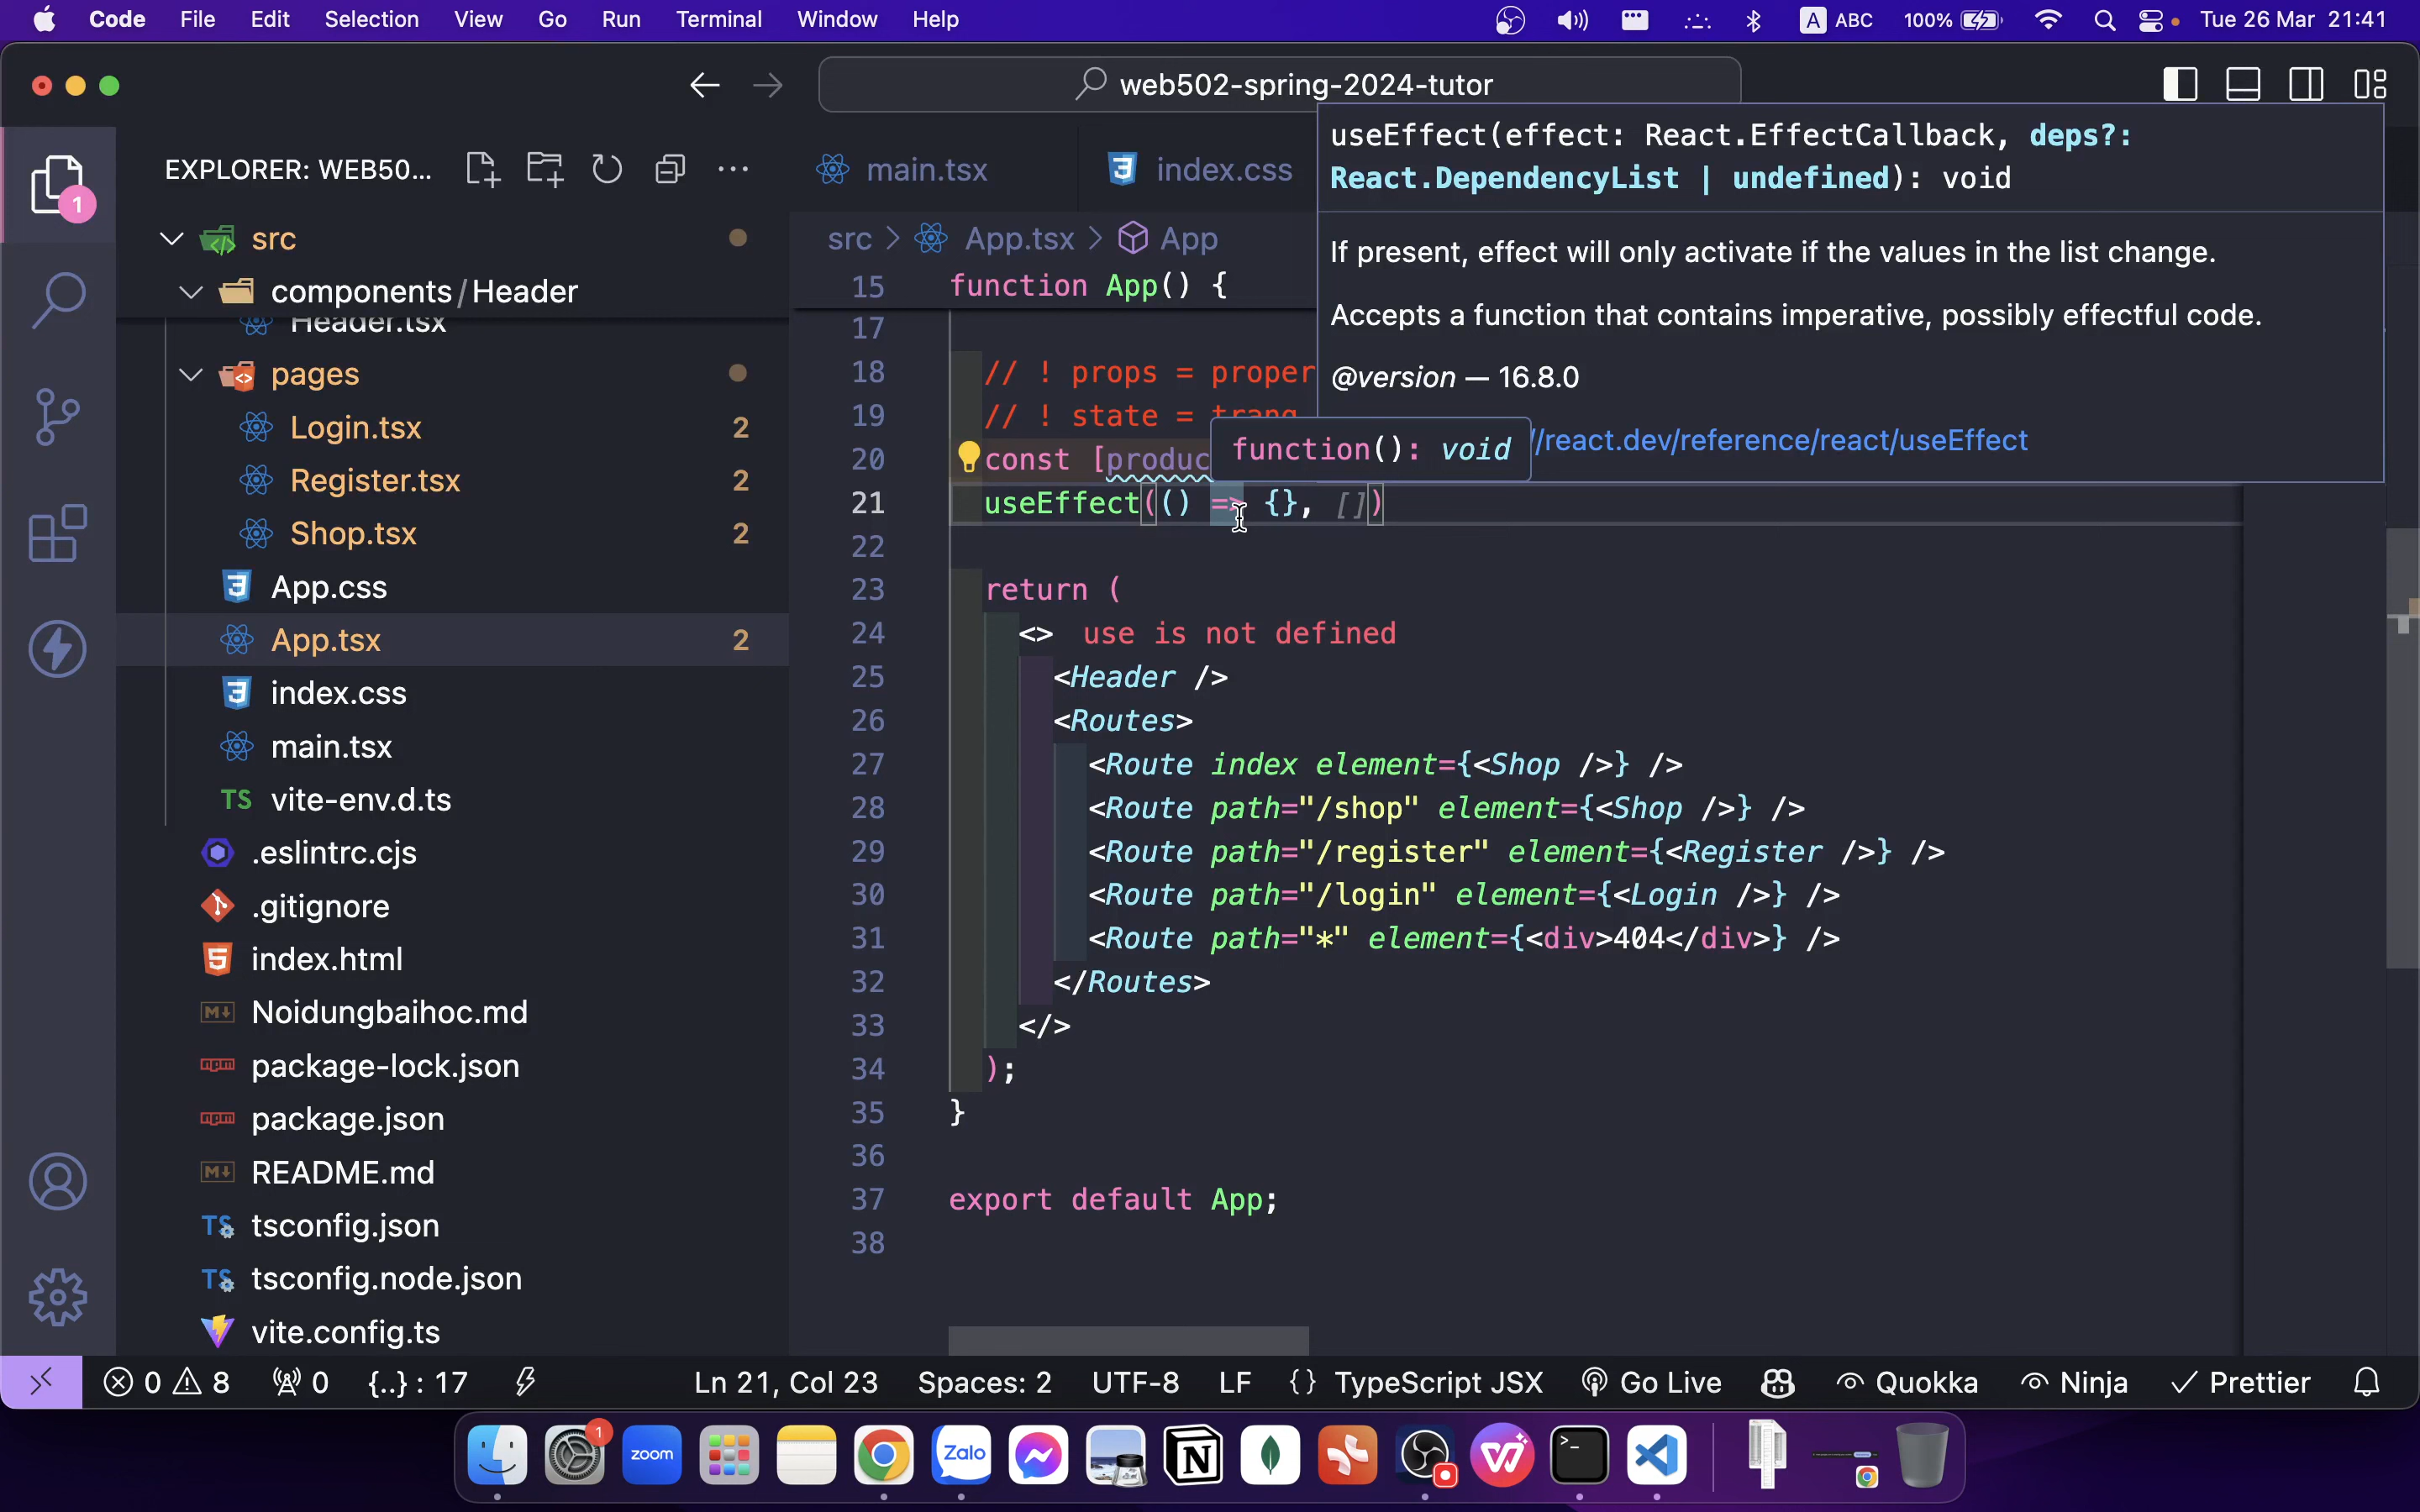 Code File Edit Selection View Go Run Terminal Window Help
A ABC 100% Tue 26 Mar 21:41
web502-spring-2024-tutor
EXPLORER: WEB50...
1
src
components/Header
Header.tsx
pages
Login.tsx 2
Register.tsx 2
Shop.tsx 2
App.css
App.tsx 2
index.css
main.tsx
TS vite-env.d.ts
.eslintrc.cjs
.gitignore
index.html
Noidungbaihoc.md
package-lock.json
package.json
README.md
TS tsconfig.json
TS tsconfig.node.json
vite.config.ts
main.tsx index.css
src > App.tsx > App
useEffect(effect: React.EffectCallback, deps?:
React.DependencyList | undefined): void
If present, effect will only activate if the values in the list change.
Accepts a function that contains imperative, possibly effectful code.
@version — 16.8.0
//react.dev/reference/react/useEffect
function(): void
15 function App() {
17
18 // ! props = proper
19 // ! state = trang
20 const [produc
21 useEffect(() => {}, [])
22
23 return (
24 <> use is not defined
25 <Header />
26 <Routes>
27 <Route index element={<Shop />} />
28 <Route path="/shop" element={<Shop />} />
29 <Route path="/register" element={<Register />} />
30 <Route path="/login" element={<Login />} />
31 <Route path="*" element={<div>404</div>} />
32 </Routes>
33 </>
34 );
35 }
36
37 export default App;
38
0 8 0 {..} : 17 Ln 21, Col 23 Spaces: 2 UTF-8 LF {} TypeScript JSX Go Live Quokka Ninja Prettier
1 zoom Zalo